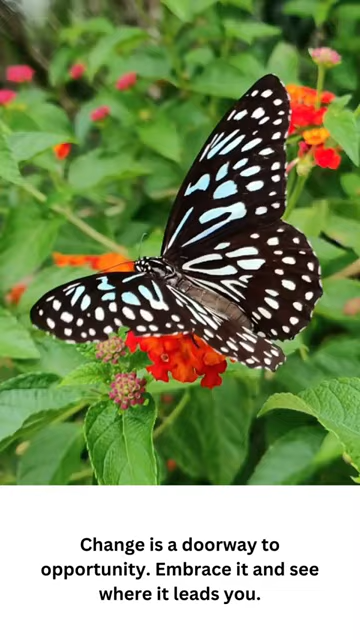 Change is a doorway to
opportunity. Embrace it and see
where it leads you.